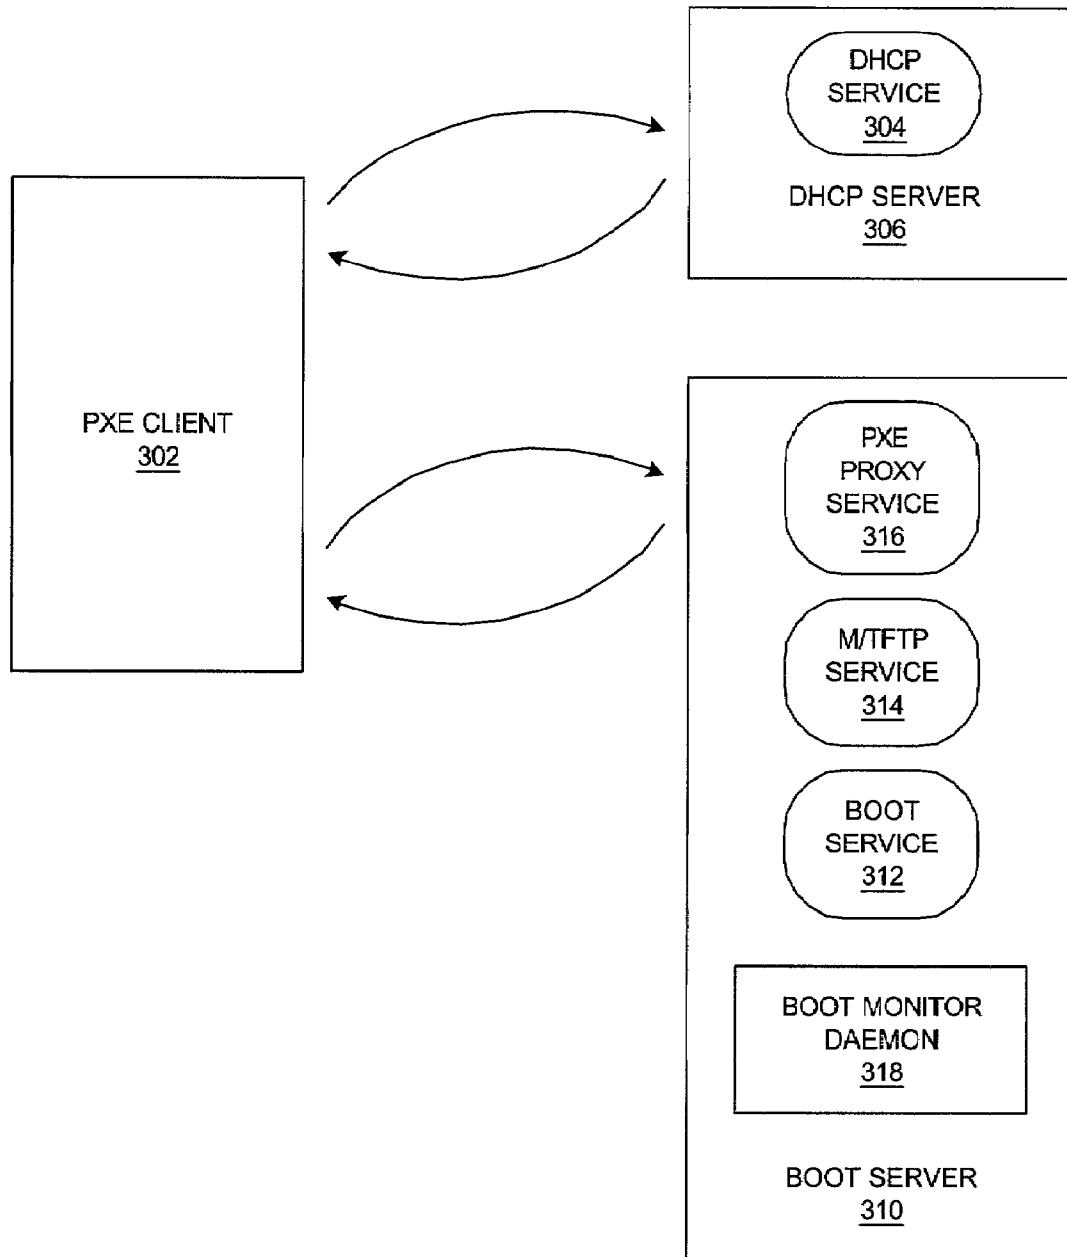 DHCP
SERVICE
304
DHCP SERVER
306
PXE CLIENT
302
PXE
PROXY
SERVICE
316
M/TFTP
SERVICE
314
BOOT
SERVICE
312
BOOT MONITOR
DAEMON
318
BOOT SERVER
310